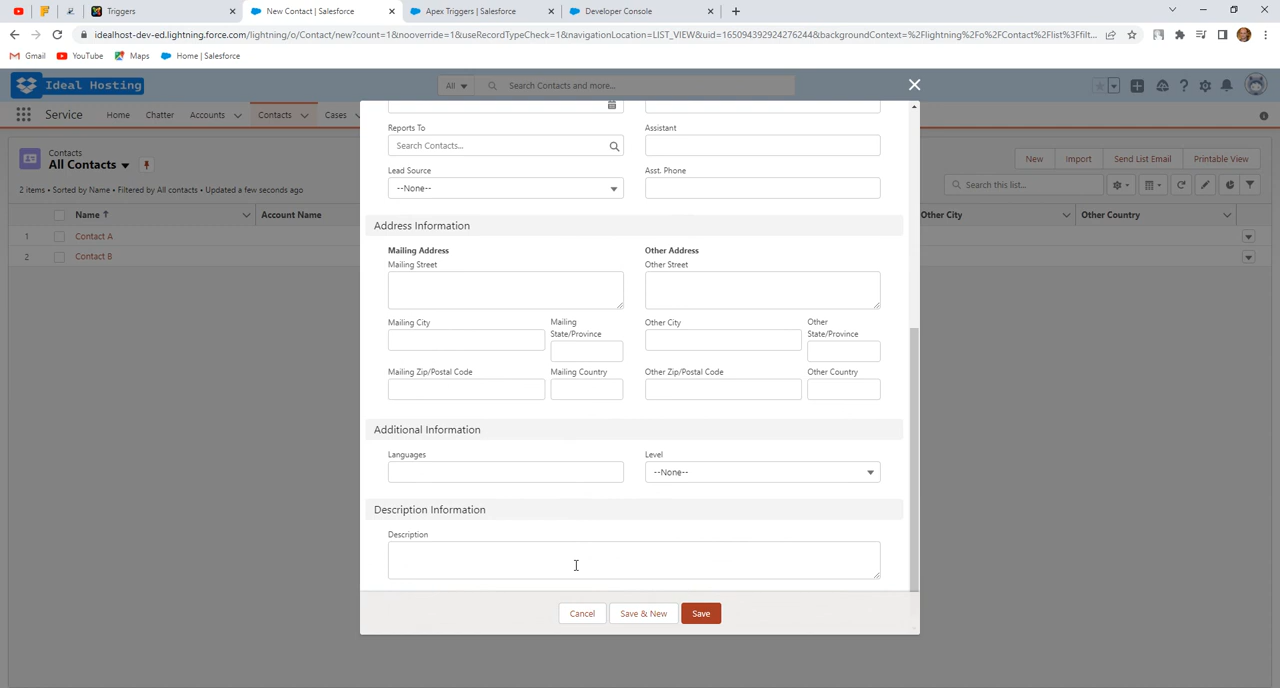 Triggers
New Contact | Salesforce
Apex Triggers | Salesforce
Developer Console
idealhost-dev-ed.lightning.force.com/lightning/o/Contact/new?count=1&nooverride=1&useRecordTypeCheck=1&navigationLocation=LIST_VIEW&uid=165094392924276244&backgroundContext=%2Flightning%2Fo%2FContact%2Flist%3Ffilt...
Gmail
YouTube
Maps
Home | Salesforce
Ideal Hosting
All
Search Contacts and more...
Service
Home
Chatter
Accounts
Contacts
Cases
Contacts
All Contacts
New
Import
Send List Email
Printable View
2 items • Sorted by Name • Filtered by All contacts • Updated a few seconds ago
Search this list...
Name ↑
Account Name
Other City
Other Country
1
Contact A
2
Contact B
Reports To
Assistant
Search Contacts...
Lead Source
Asst. Phone
--None--
Address Information
Mailing Address
Other Address
Mailing Street
Other Street
Mailing City
Mailing
State/Province
Other City
Other
State/Province
Mailing Zip/Postal Code
Mailing Country
Other Zip/Postal Code
Other Country
Additional Information
Languages
Level
--None--
Description Information
Description
Cancel
Save & New
Save